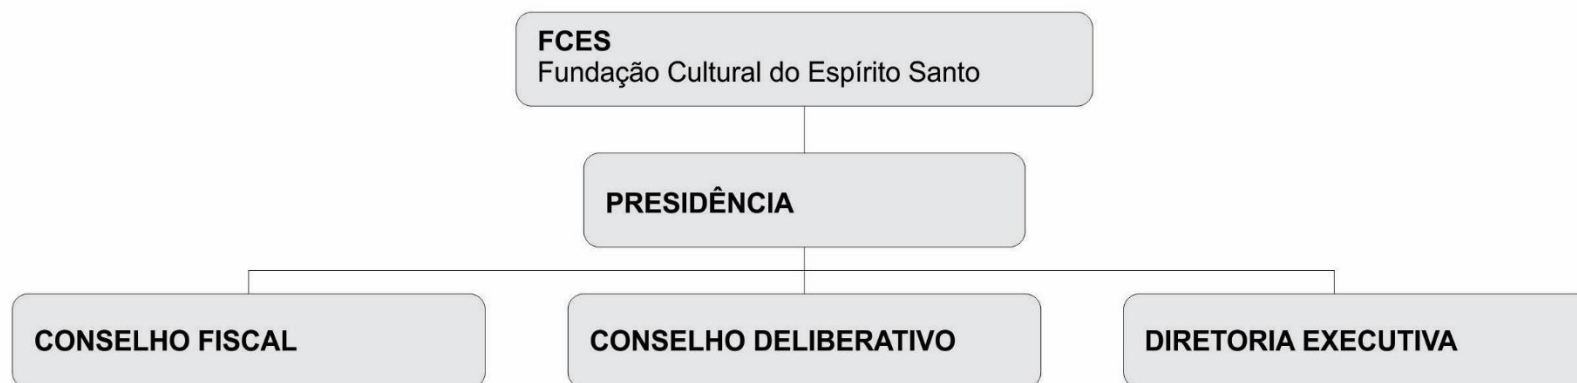 FCES
Fundação Cultural do Espírito Santo
PRESIDÊNCIA
CONSELHO FISCAL
CONSELHO DELIBERATIVO
DIRETORIA EXECUTIVA